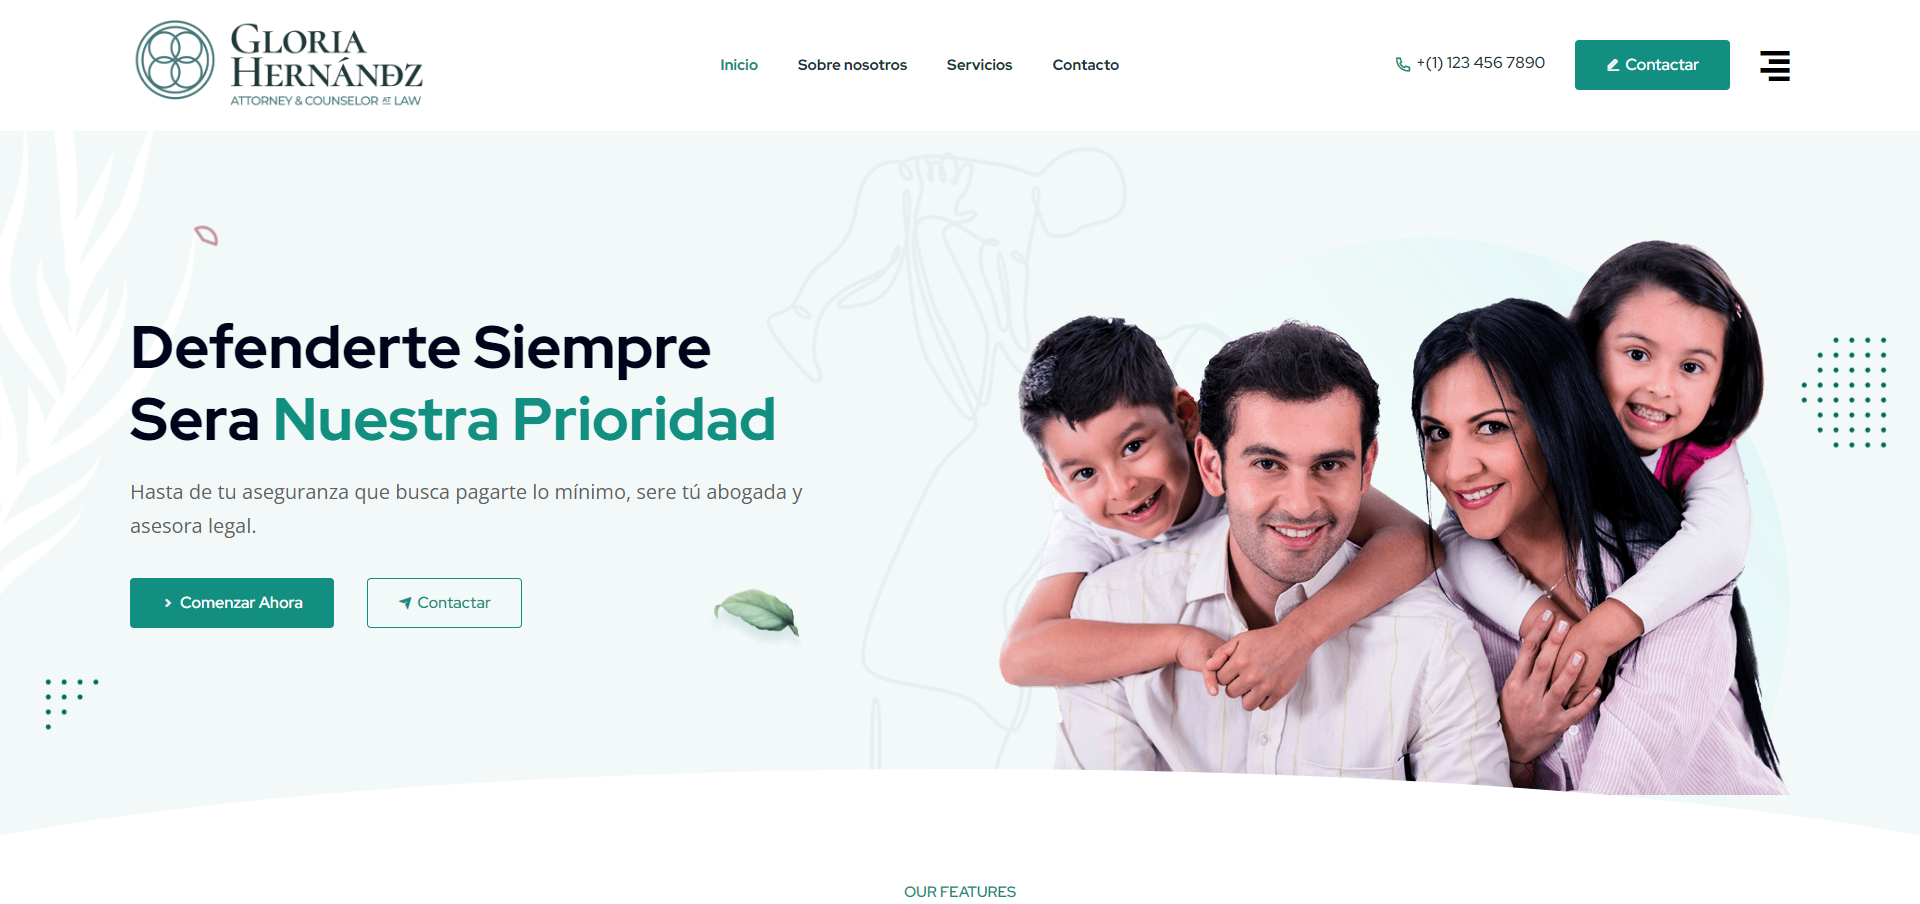 GLORIA
HERNÁNDZ
ATTORNEY & COUNSELOR AT LAW
Inicio
Sobre nosotros
Servicios
Contacto
+(1) 123 456 7890
Contactar
Defenderte Siempre
Sera Nuestra Prioridad
Hasta de tu aseguranza que busca pagarte lo mínimo, sere tú abogada y
asesora legal.
Comenzar Ahora
Contactar
OUR FEATURES